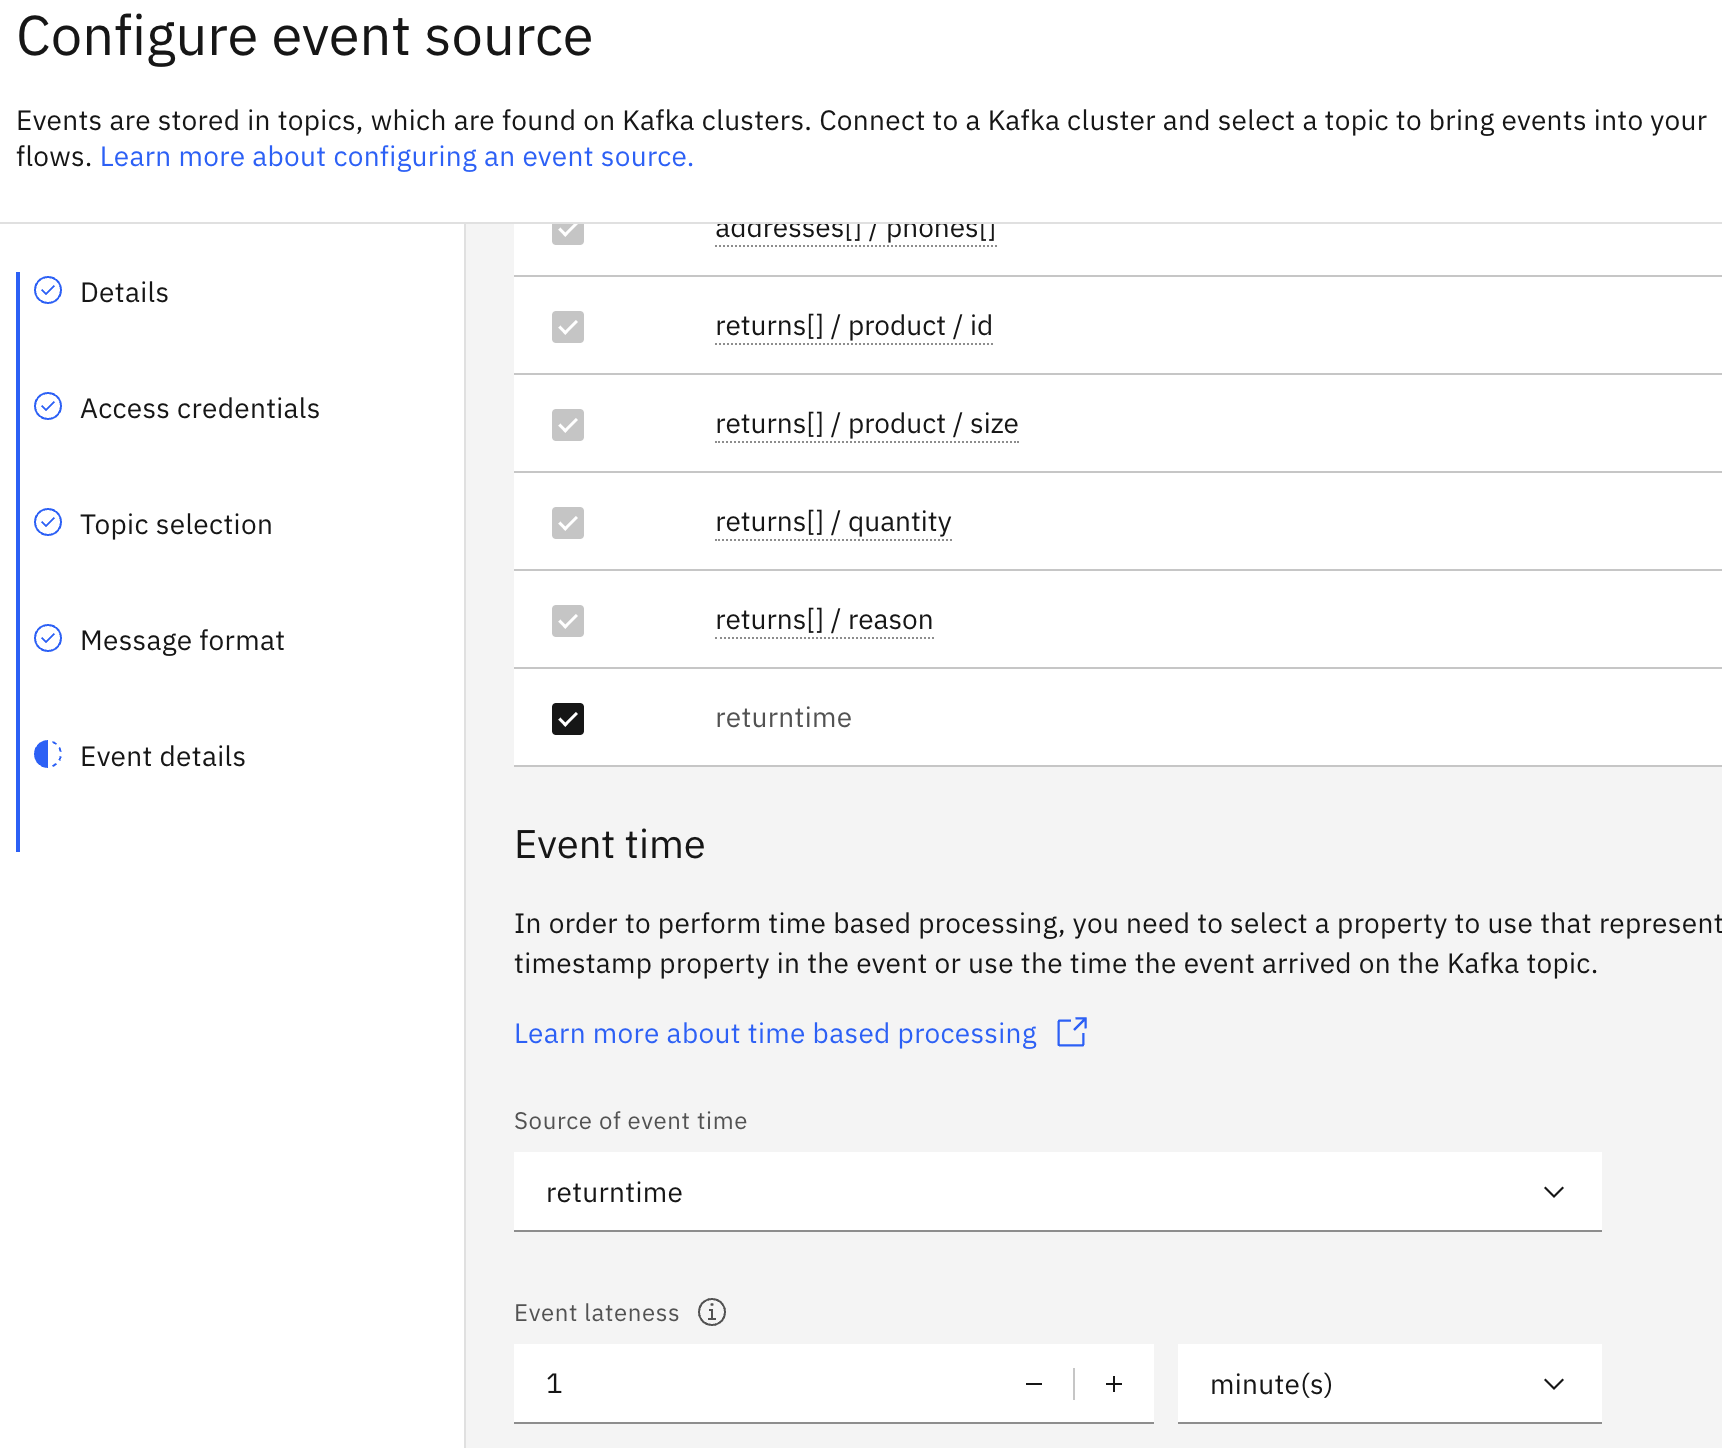 Configure event source
Events are stored in topics, which are found on Kafka clusters. Connect to a Kafka cluster and select a topic to bring events into your
flows. Learn more about configuring an event source.
Details
Access credentials
Topic selection
Message format
Event details
addresses[] / phones[]
returns[] / product / id
returns[] / product / size
returns[] / quantity
returns[] / reason
returntime
Event time
In order to perform time based processing, you need to select a property to use that represent
timestamp property in the event or use the time the event arrived on the Kafka topic.
Learn more about time based processing
Source of event time
returntime
Event lateness
1
minute(s)